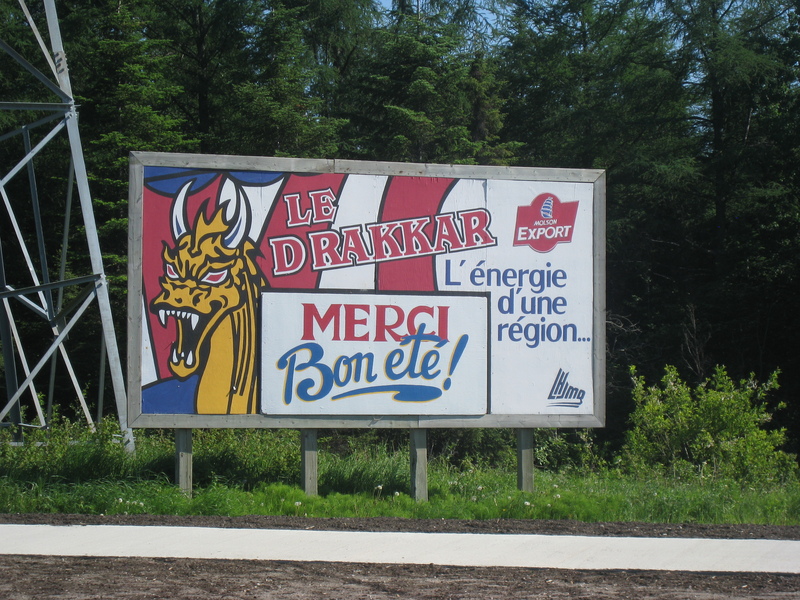 LE
DRAKKAR
MOLSON
EXPORT
L'énergie
d'une
région...
MERCI
Bon été!
LHJMQ